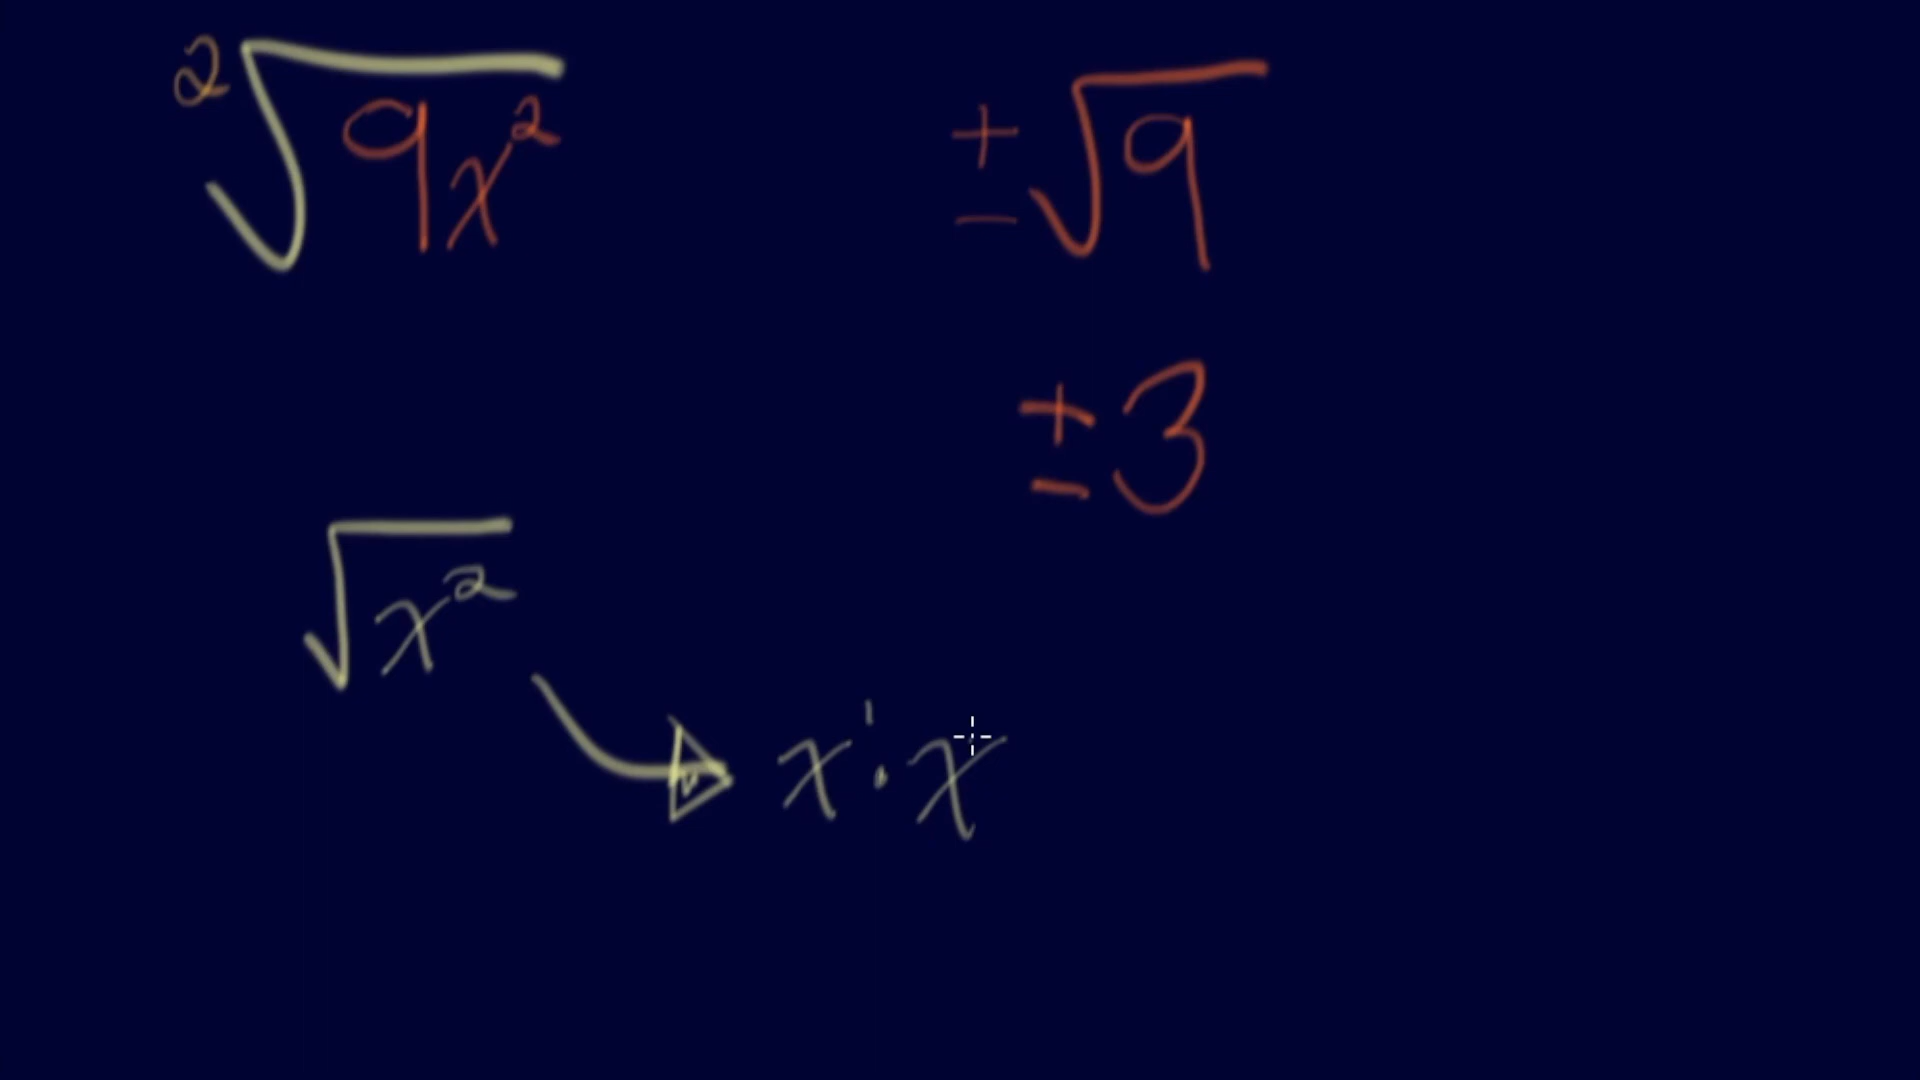 ²√9x²
±√9
±3
√x²
x¹·x